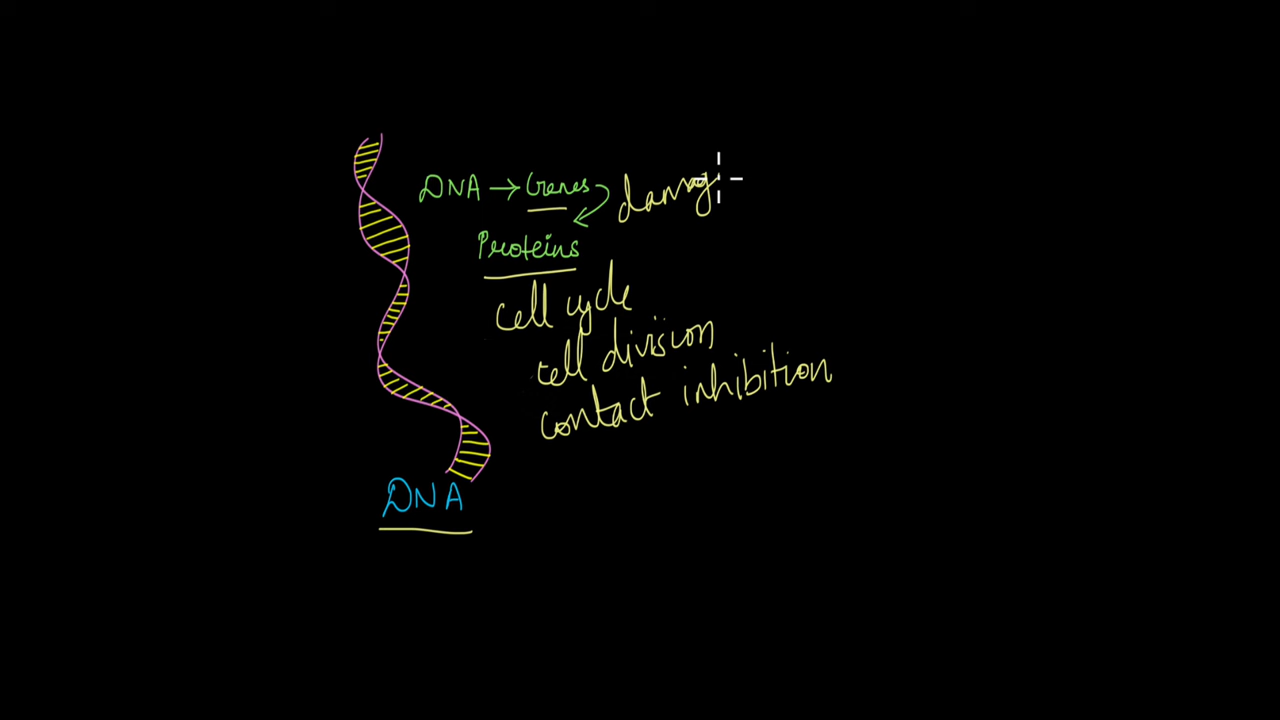 DNA → Genes damag
Proteins
cell cycle
cell division
contact inhibition
DNA